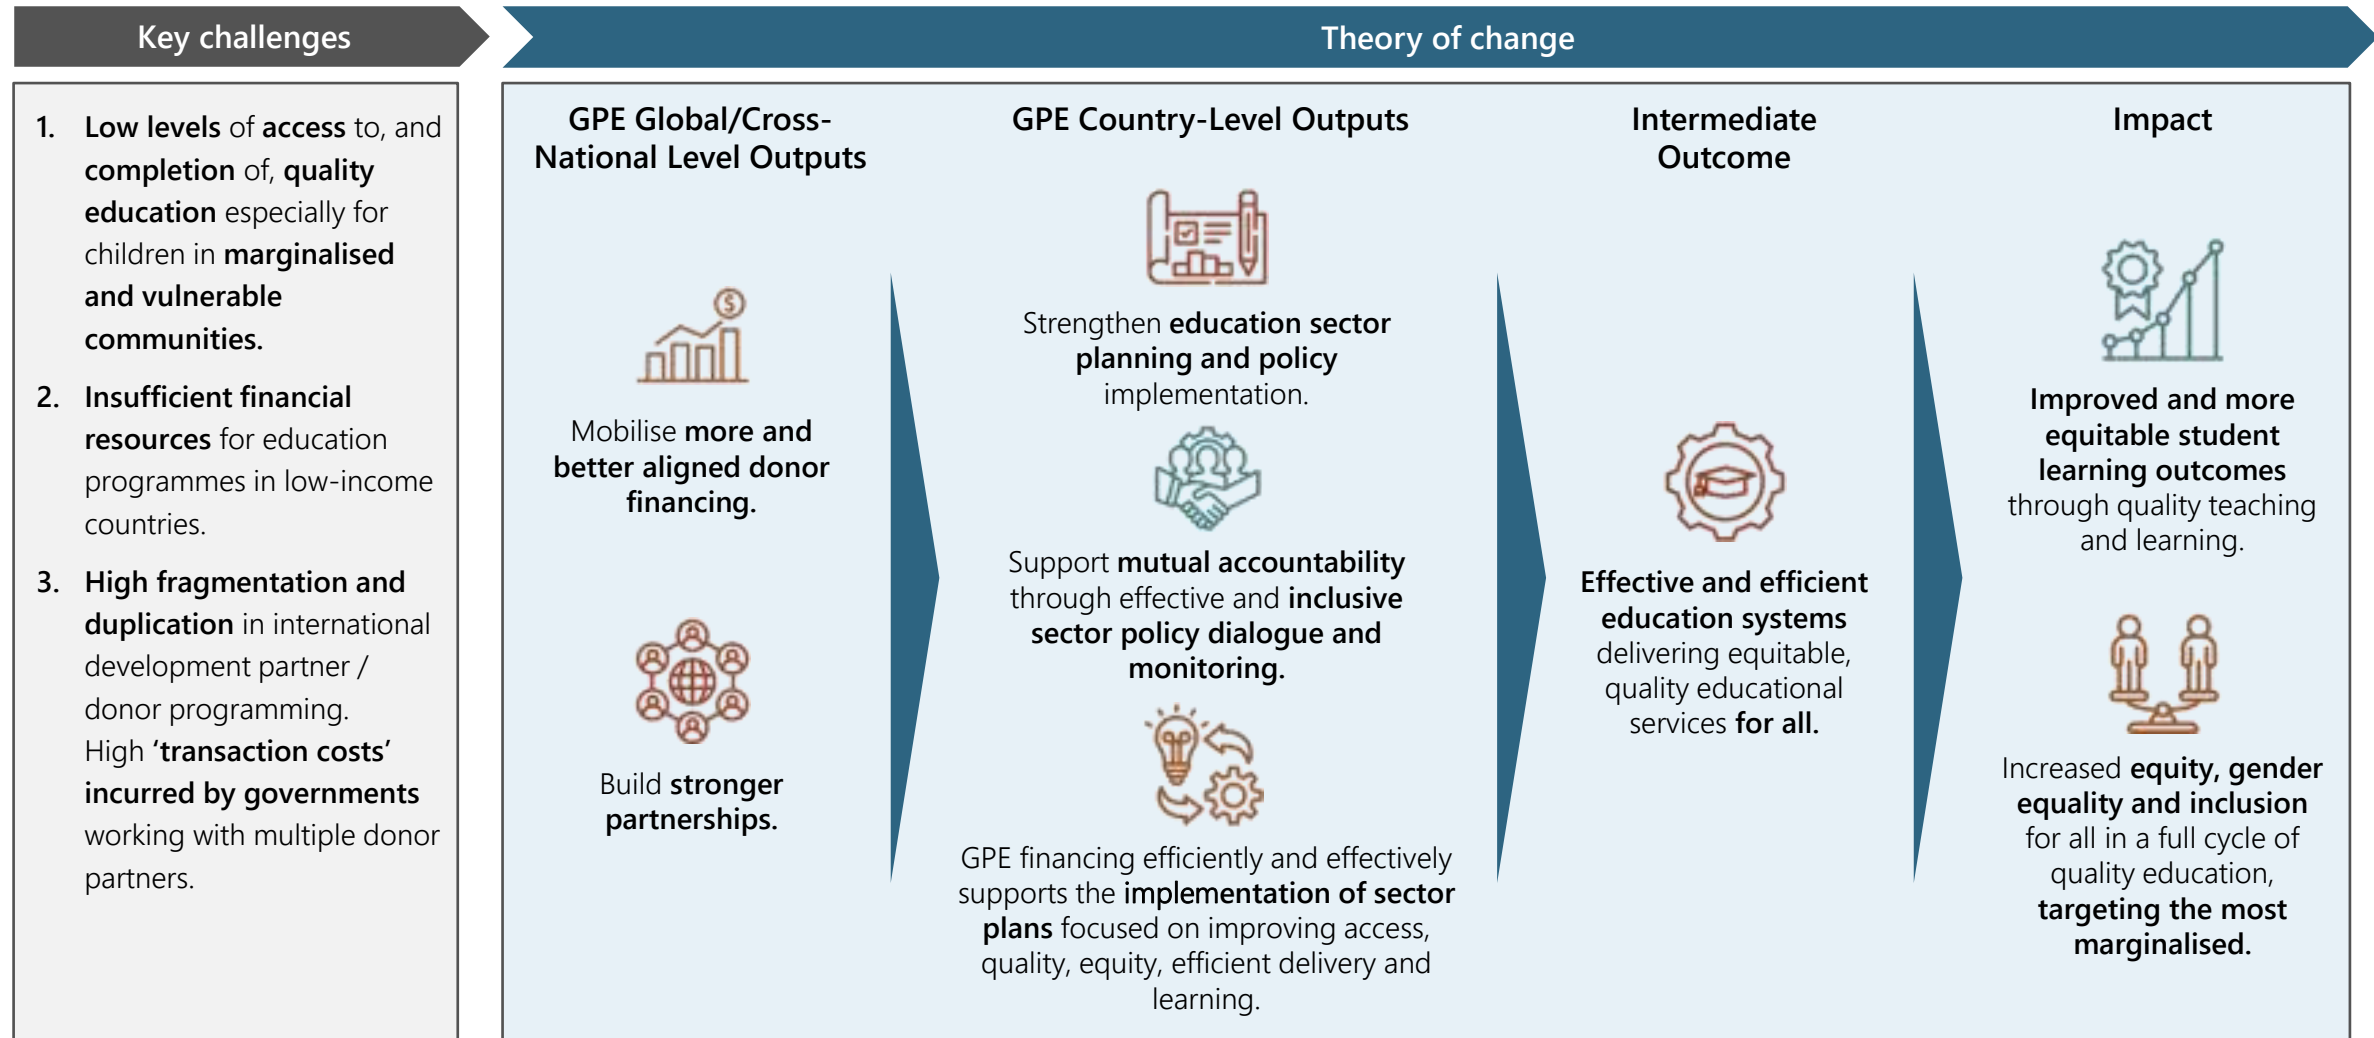 Key challenges
Theory of change
1. Low levels of access to, and
completion of, quality
education especially for
children in marginalised
and vulnerable
communities.
2. Insufficient financial
resources for education
programmes in low-income
countries.
3. High fragmentation and
duplication in international
development partner /
donor programming.
High ‘transaction costs’
incurred by governments
working with multiple donor
partners.
GPE Global/Cross-
National Level Outputs
$
Mobilise more and
better aligned donor
financing.
Build stronger
partnerships.
GPE Country-Level Outputs
Strengthen education sector
planning and policy
implementation.
Support mutual accountability
through effective and inclusive
sector policy dialogue and
monitoring.
GPE financing efficiently and effectively
supports the implementation of sector
plans focused on improving access,
quality, equity, efficient delivery and
learning.
Intermediate
Outcome
Effective and efficient
education systems
delivering equitable,
quality educational
services for all.
Impact
Improved and more
equitable student
learning outcomes
through quality teaching
and learning.
Increased equity, gender
equality and inclusion
for all in a full cycle of
quality education,
targeting the most
marginalised.